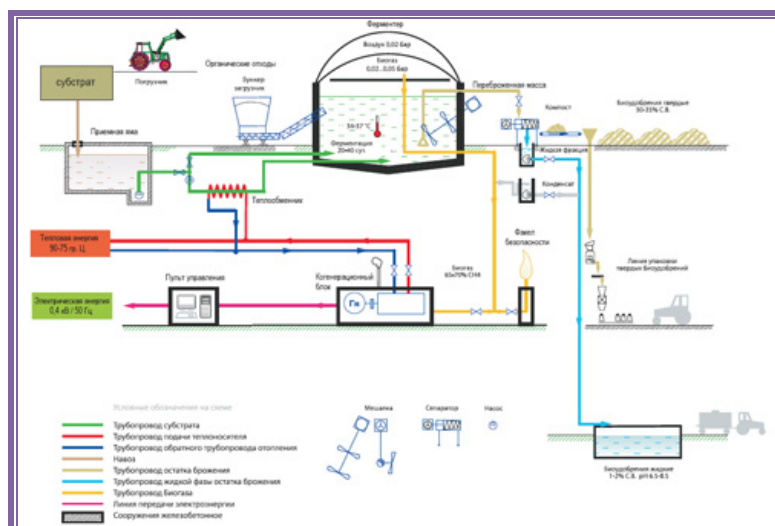 Ферментер
Воздух 0,02 бар
Биогаз
0,02...0,05 бар
Погрузчик
Органические отходы
субстрат
Бункер
загрузчик
Переброженная масса
Приемная яма
34-37 °C
Ферментация
20÷40 сут.
Компост
Биоудобрения твердые
30-35% С.В.
Жидкая фракция
Конденсат
Теплообменник
Тепловая энергия
90-75 гр. Ц.
Пульт управления
Когенерационный
блок
Биогаз
65÷70% CH4
Факел
безопасности
Линия упаковки
твердых биоудобрений
Электрическая энергия
0,4 кВ / 50 Гц
Гн
Условные обозначения на схеме
Трубопровод субстрата
Трубопровод подачи теплоносителя
Трубопровод обратного трубопровода отопления
Навоз
Трубопровод остатка брожения
Трубопровод жидкой фазы остатка брожения
Трубопровод Биогаза
Линия передачи электроэнергии
Сооружения железобетонное
Мешалка
Сепаратор
Насос
Биоудобрения жидкие
1-2% С.В. pH 6.5-8.5